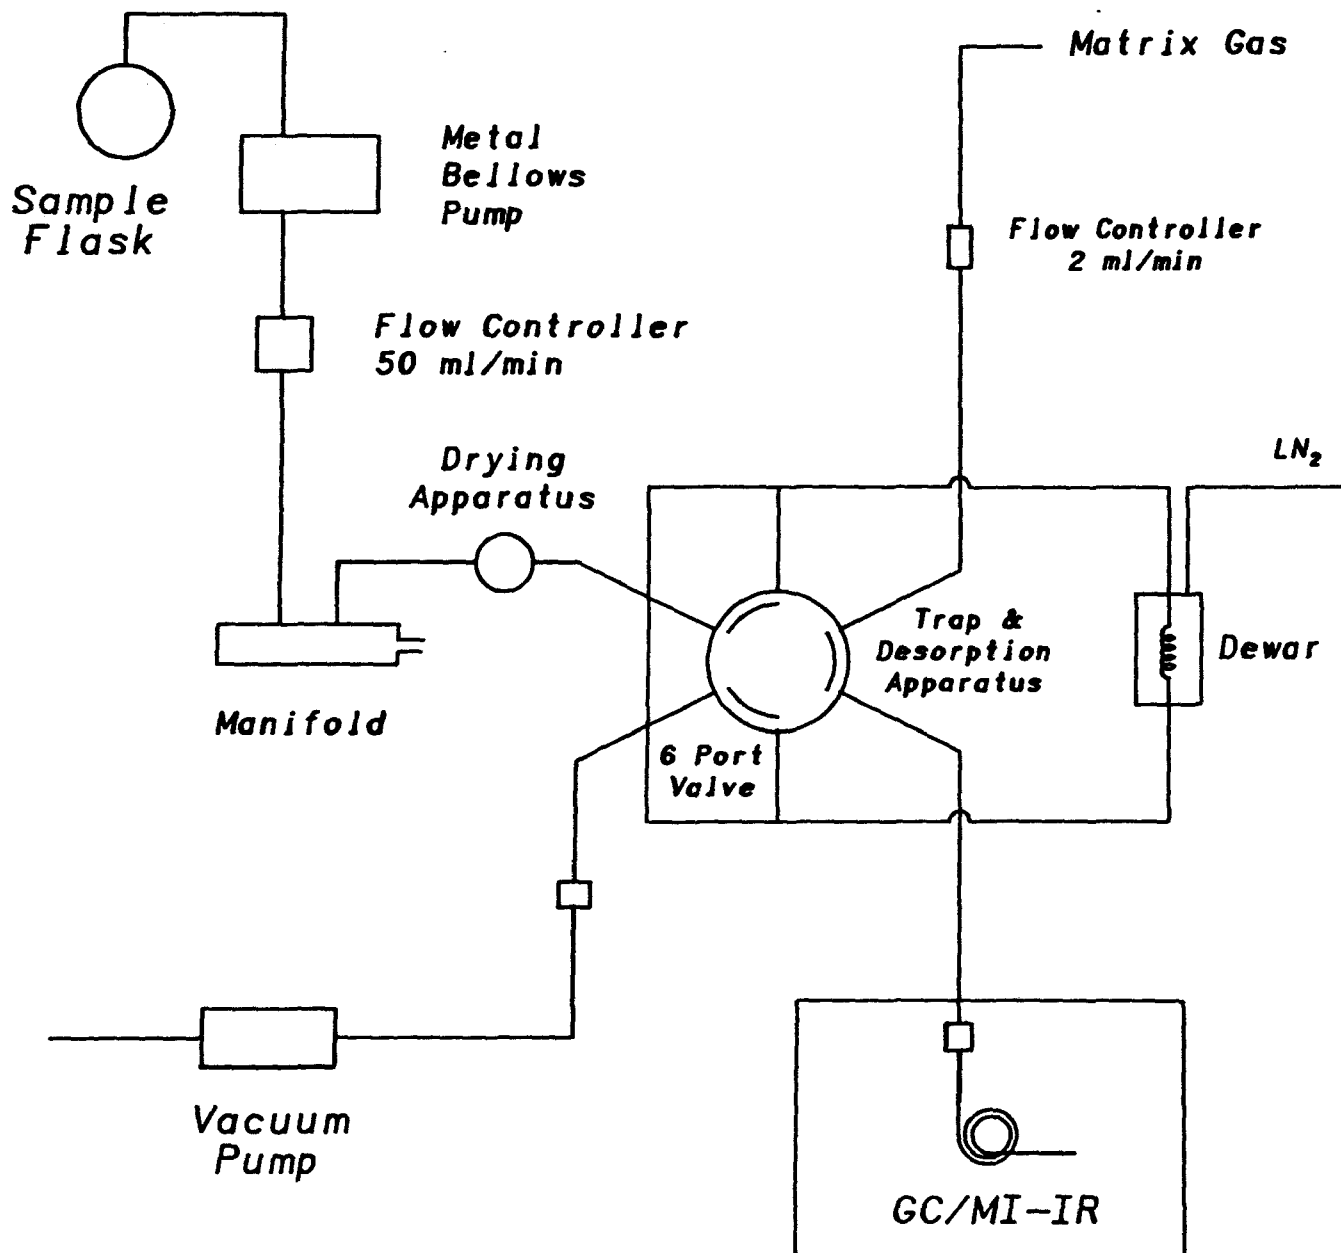 Matrix Gas
Metal
Bellows
Pump
Sample
Flask
Flow Controller
2 ml/min
Flow Controller
50 ml/min
LN₂
Drying
Apparatus
Trap &
Desorption
Apparatus
Dewar
Manifold
6 Port
Valve
Vacuum
Pump
GC/MI-IR